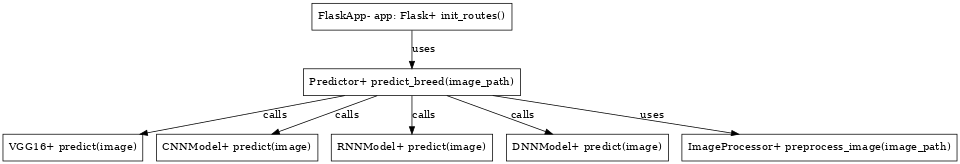 FlaskApp- app: Flask+ init_routes()
uses
Predictor+ predict_breed(image_path)
calls
calls
calls
calls
uses
VGG16+ predict(image)
CNNModel+ predict(image)
RNNModel+ predict(image)
DNNModel+ predict(image)
ImageProcessor+ preprocess_image(image_path)